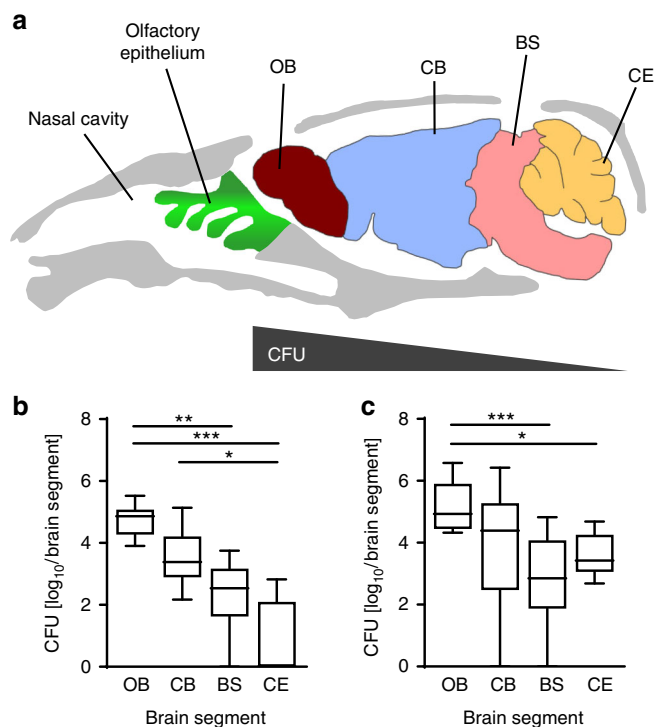 a
Olfactory
epithelium
OB
CB
BS
CE
Nasal cavity
CFU
b
8
6
4
2
0
CFU [log10/brain segment]
**
***
*
OB CB BS CE
Brain segment
c
8
6
4
2
0
CFU [log10/brain segment]
***
*
OB CB BS CE
Brain segment